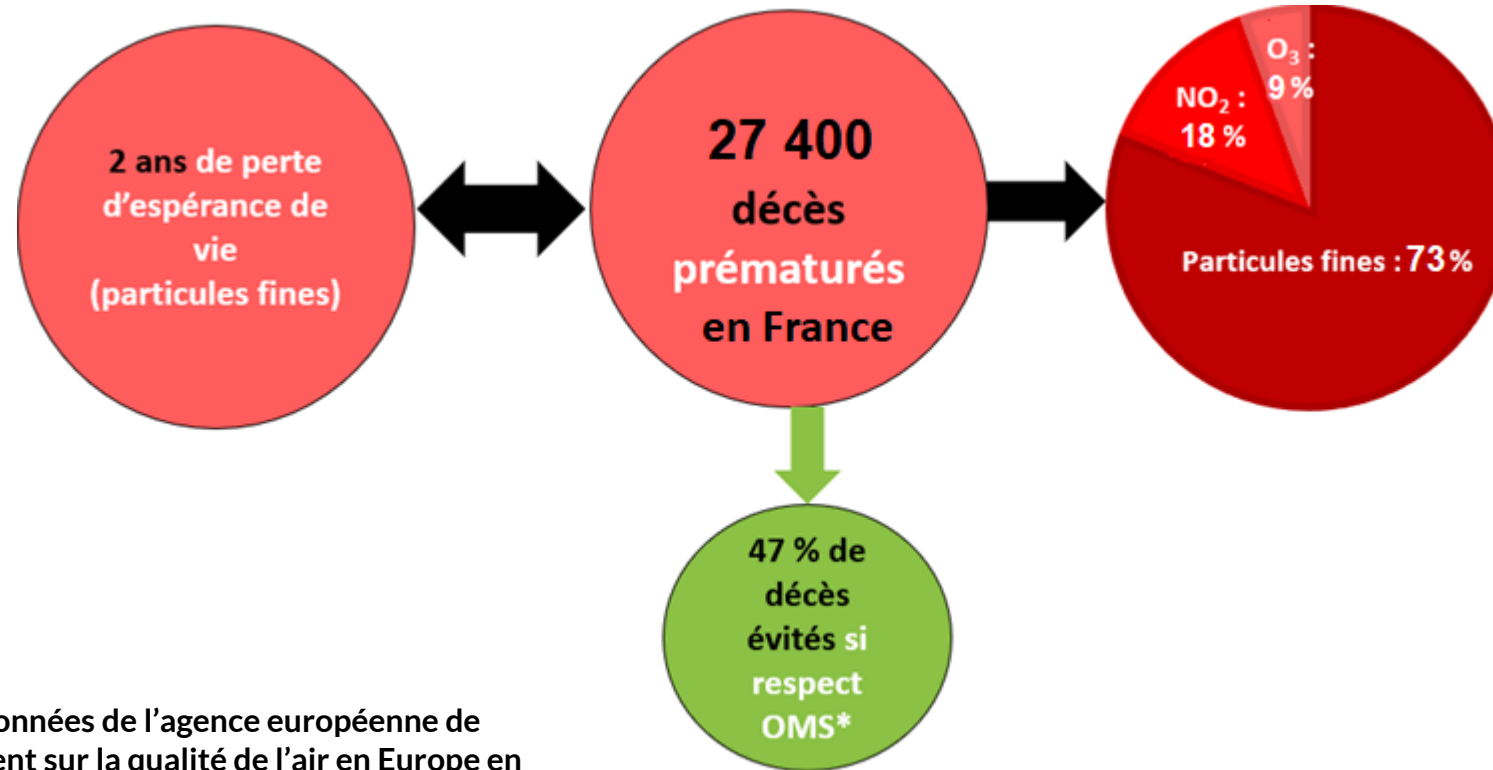 2 ans de perte
d’espérance de
vie
(particules fines)
27 400
décès
prématurés
en France
O₃ :
9 %
NO₂ :
18 %
Particules fines : 73 %
47 % de
décès
évités si
respect
OMS*
de l’agence européenne de
sur la qualité de l’air en Europe en